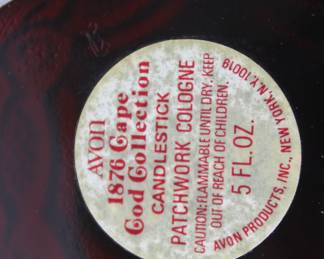 AVON
1876 Cape
Cod Collection
CANDLESTICK
PATCHWORK COLOGNE
CAUTION: FLAMMABLE UNTIL DRY. KEEP
OUT OF REACH OF CHILDREN.
5 FL. OZ.
AVON PRODUCTS, INC., NEW YORK, N.Y. 10019